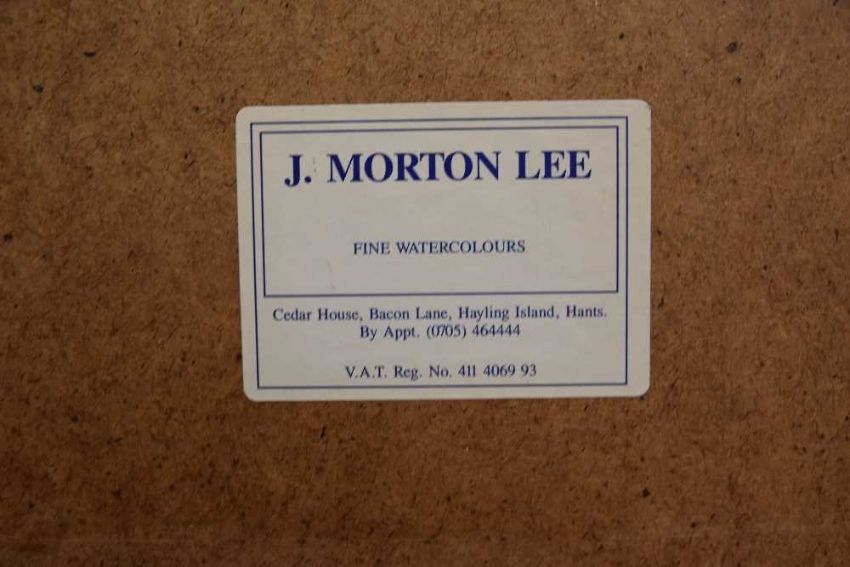 J. MORTON LEE
FINE WATERCOLOURS
Cedar House, Bacon Lane, Hayling Island, Hants.
By Appt. (0705) 464444
V.A.T. Reg. No. 411 4069 93